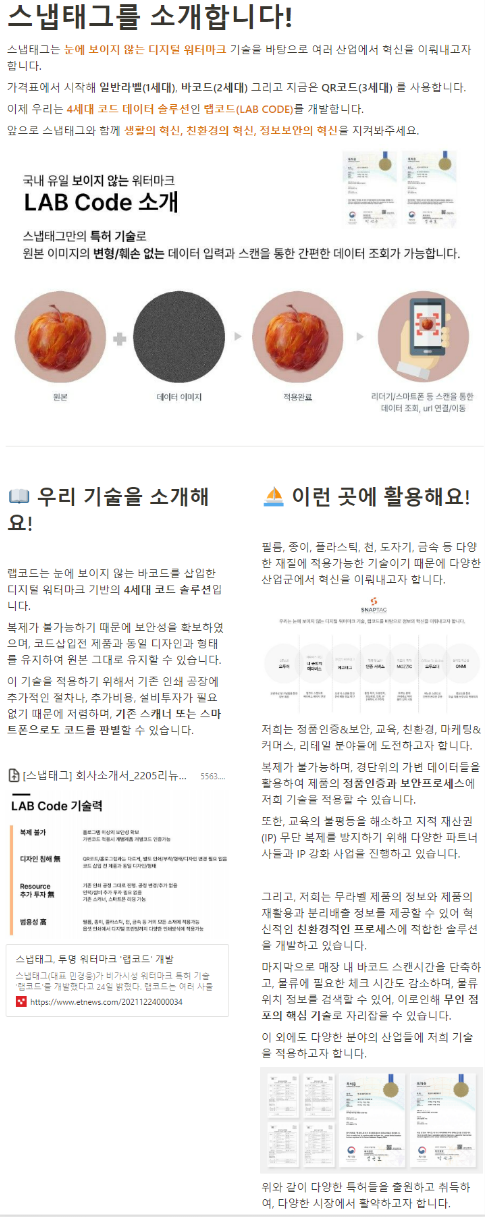 스냅태그를 소개합니다!
스냅태그는 눈에 보이지 않는 디지털 워터마크 기술을 바탕으로 여러 산업에서 혁신을 이뤄내고자
합니다.
가격표에서 시작해 일반라벨(1세대), 바코드(2세대) 그리고 지금은 QR코드(3세대) 를 사용합니다.
이제 우리는 4세대 코드 데이터 솔루션인 랩코드(LAB CODE)를 개발합니다.
앞으로 스냅태그와 함께 생활의 혁신, 친환경의 혁신, 정보보안의 혁신을 지켜봐주세요.
국내 유일 보이지 않는 워터마크
LAB Code 소개
스냅태그만의 특허 기술로
원본 이미지의 변형/훼손 없는 데이터 입력과 스캔을 통한 간편한 데이터 조회가 가능합니다.
원본
데이터 이미지
적용완료
리더기/스마트폰 등 스캔을 통한
데이터 조회, url 연결/이동
우리 기술을 소개해
요!
랩코드는 눈에 보이지 않는 바코드를 삽입한
디지털 워터마크 기반의 4세대 코드 솔루션입
니다.
복제가 불가능하기 때문에 보안성을 확보하였
으며, 코드삽입전 제품과 동일 디자인과 형태
를 유지하여 원본 그대로 유지할 수 있습니다.
이 기술을 적용하기 위해서 기존 인쇄 공장에
추가적인 절차나, 추가비용, 설비투자가 필요
없기 때문에 저렴하며, 기존 스캐너 또는 스마
트폰으로도 코드를 판별할 수 있습니다.
[스냅태그] 회사소개서_2205리뉴... 5563....
LAB Code 기술력
복제 불가
디자인 침해 無
Resource
추가 투자 無
범용성 高
스냅태그, 투명 워터마크 '랩코드' 개발
스냅태그(대표 민경웅)가 비가시성 워터마크 특허 기술
'랩코드'를 개발했다고 24일 밝혔다. 랩코드는 여러 사물
https://www.etnews.com/20211224000034
이런 곳에 활용해요!
필름, 종이, 플라스틱, 천, 도자기, 금속 등 다양
한 재질에 적용가능한 기술이기 때문에 다양한
산업군에서 혁신을 이뤄내고자 합니다.
SNAPTAG
저희는 정품인증&보안, 교육, 친환경, 마케팅&
커머스, 리테일 분야들에 도전하고자 합니다.
복제가 불가능하며, 경단위의 가변 데이터들을
활용하여 제품의 정품인증과 보안프로세스에
저희 기술을 적용할 수 있습니다.
또한, 교육의 불평등을 해소하고 지적 재산권
(IP) 무단 복제를 방지하기 위해 다양한 파트너
사들과 IP 강화 사업을 진행하고 있습니다.
그리고, 저희는 무라벨 제품의 정보와 제품의
재활용과 분리배출 정보를 제공할 수 있어 혁
신적인 친환경적인 프로세스에 적합한 솔루션
을 개발하고 있습니다.
마지막으로 매장 내 바코드 스캔시간을 단축하
고, 물류에 필요한 체크 시간도 감소하며, 물류
위치 정보를 검색할 수 있어, 이로인해 무인 점
포의 핵심 기술로 자리잡을 수 있습니다.
이 외에도 다양한 분야의 산업들에 저희 기술
을 적용하고자 합니다.
위와 같이 다양한 특허들을 출원하고 취득하
여, 다양한 시장에서 활약하고자 합니다.